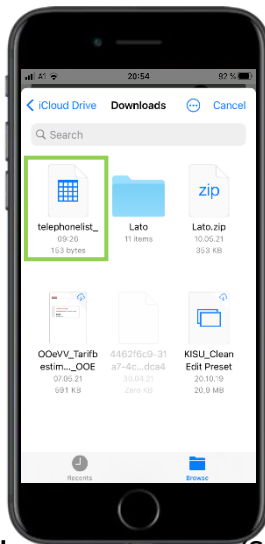 A1 20:54 92 %
iCloud Drive Downloads Cancel
Search
zip
telephonelist_ Lato Lato.zip
09:26 11 items 10.05.21
153 bytes 353 KB
OOeVV_Tarifb 4462f6c9-31 KISU_Clean
estim..._OOE a7-4c...dca4 Edit Preset
07.05.21 30.04.21 20.10.19
691 KB Zero KB 20,9 MB
Recents Browse